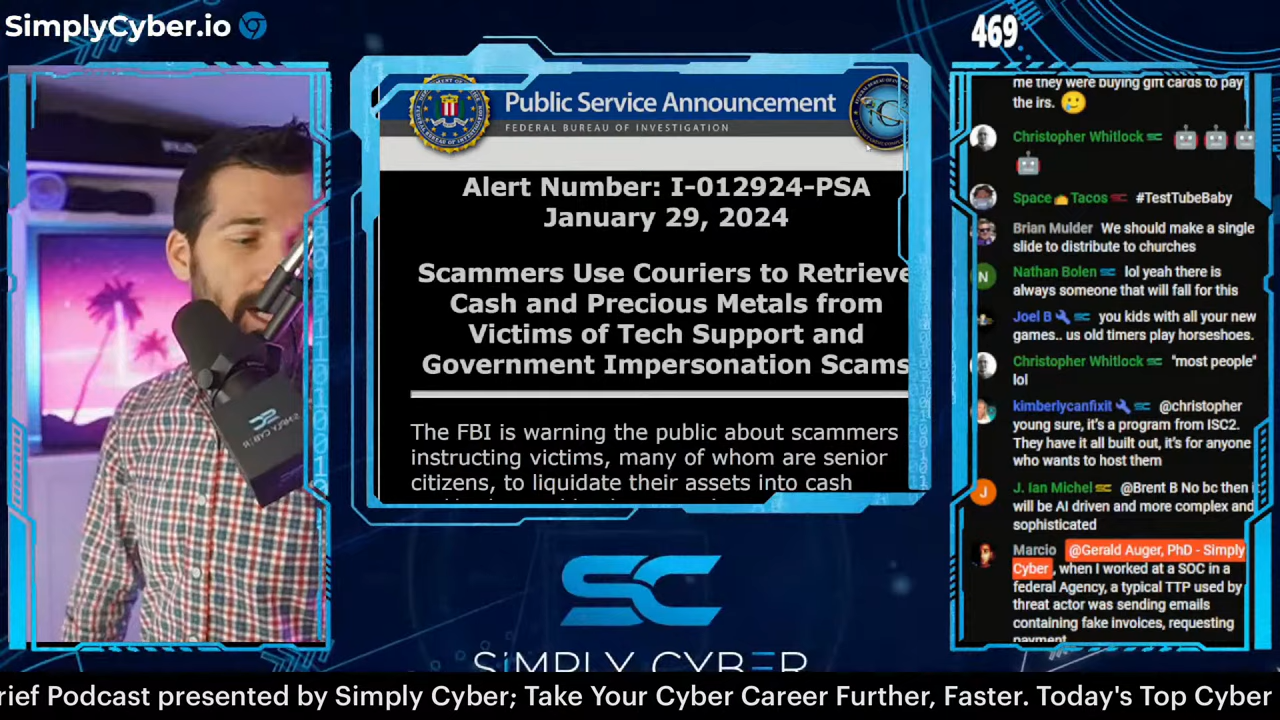 SimplyCyber.io
469
Public Service Announcement
FEDERAL BUREAU OF INVESTIGATION
Alert Number: I-012924-PSA
January 29, 2024
Scammers Use Couriers to Retrieve
Cash and Precious Metals from
Victims of Tech Support and
Government Impersonation Scams
The FBI is warning the public about scammers
instructing victims, many of whom are senior
citizens, to liquidate their assets into cash
me they were buying gift cards to pay
the irs. 🥲
Christopher Whitlock 🤖 🤖 🤖
🤖
Space 🌮 Tacos #TestTubeBaby
Brian Mulder We should make a single
slide to distribute to churches
N
Nathan Bolen lol yeah there is
always someone that will fall for this
Joel B you kids with all your new
games.. us old timers play horseshoes.
Christopher Whitlock "most people"
lol
kimberlycanfixit @christopher
young sure, it's a program from ISC2.
They have it all built out, it's for anyone
who wants to host them
J
J. Ian Michel @Brent B No bc then i
will be AI driven and more complex and
sophisticated
Marcio @Gerald Auger, PhD - Simply
Cyber , when I worked at a SOC in a
federal Agency, a typical TTP used by
threat actor was sending emails
containing fake invoices, requesting
payment
SC
SIMPLY CYBER
SIMPLY CYBER
rief Podcast presented by Simply Cyber; Take Your Cyber Career Further, Faster. Today's Top Cyber